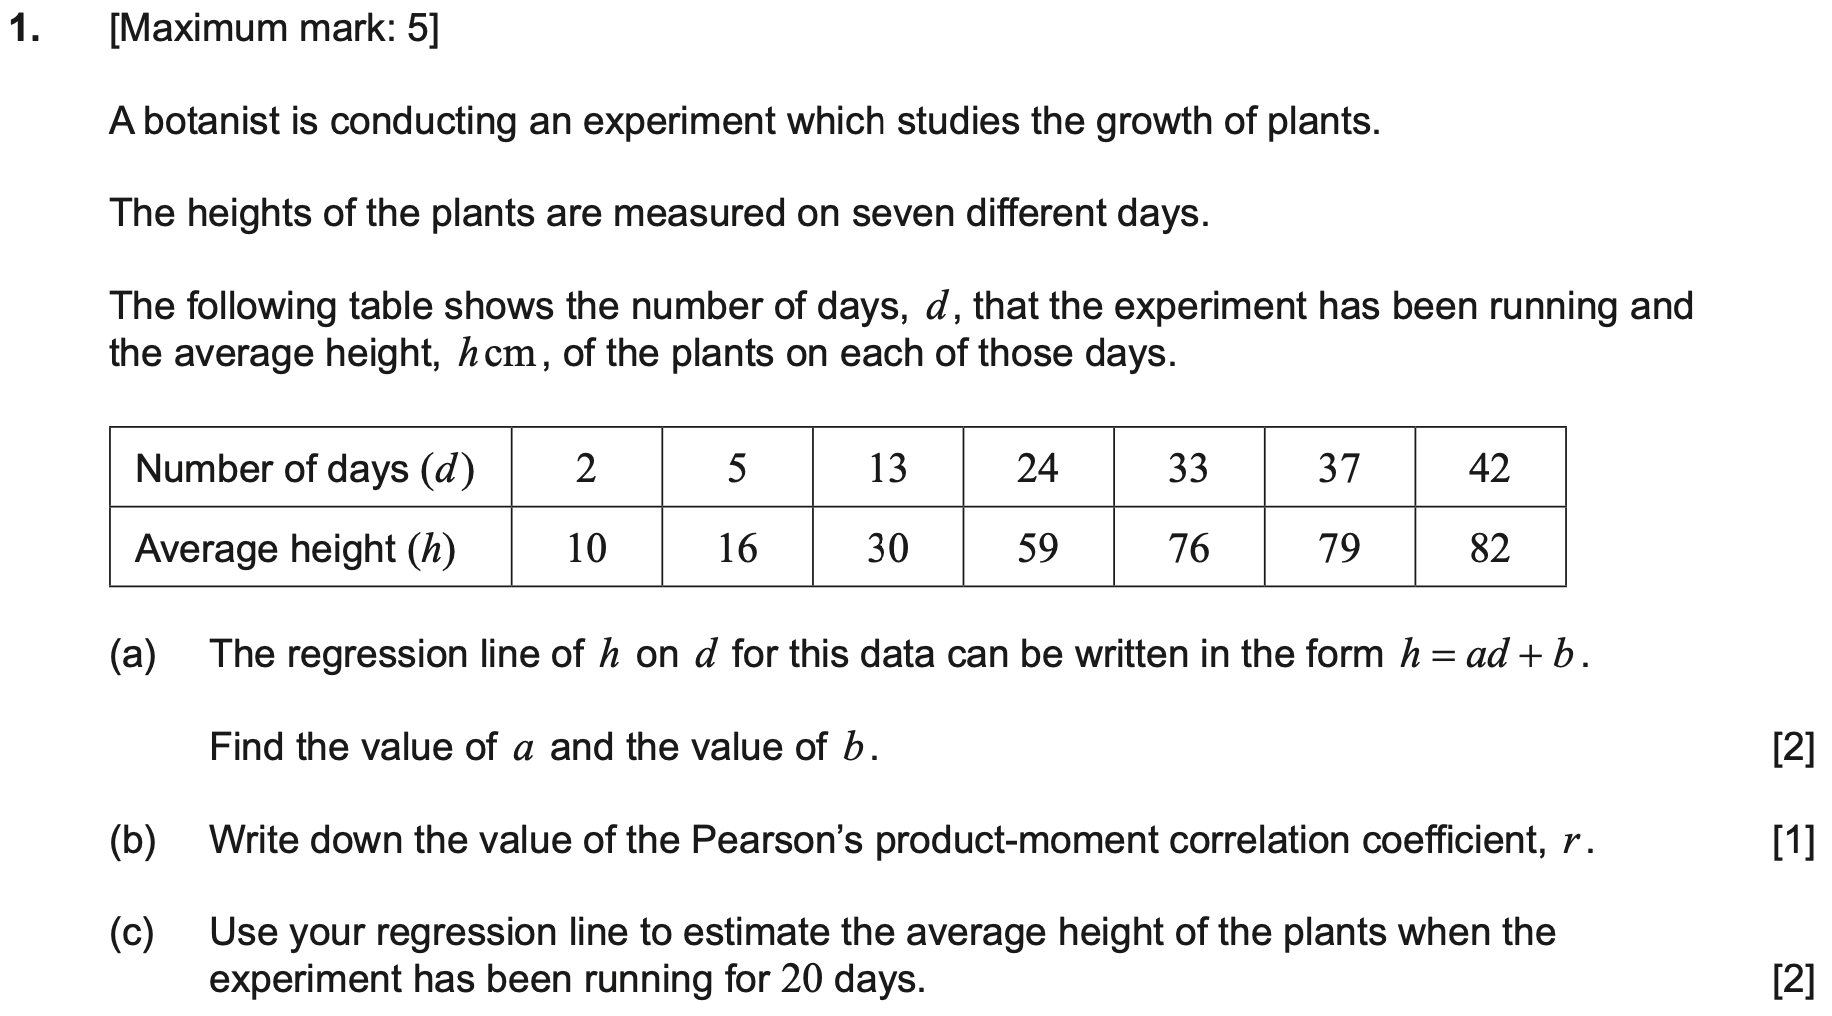 1. [Maximum mark: 5]
A botanist is conducting an experiment which studies the growth of plants.
The heights of the plants are measured on seven different days.
The following table shows the number of days, d, that the experiment has been running and
the average height, h cm, of the plants on each of those days.
Number of days (d) 2 5 13 24 33 37 42
Average height (h) 10 16 30 59 76 79 82
(a) The regression line of h on d for this data can be written in the form h = ad + b.
Find the value of a and the value of b. [2]
(b) Write down the value of the Pearson’s product-moment correlation coefficient, r. [1]
(c) Use your regression line to estimate the average height of the plants when the
experiment has been running for 20 days. [2]